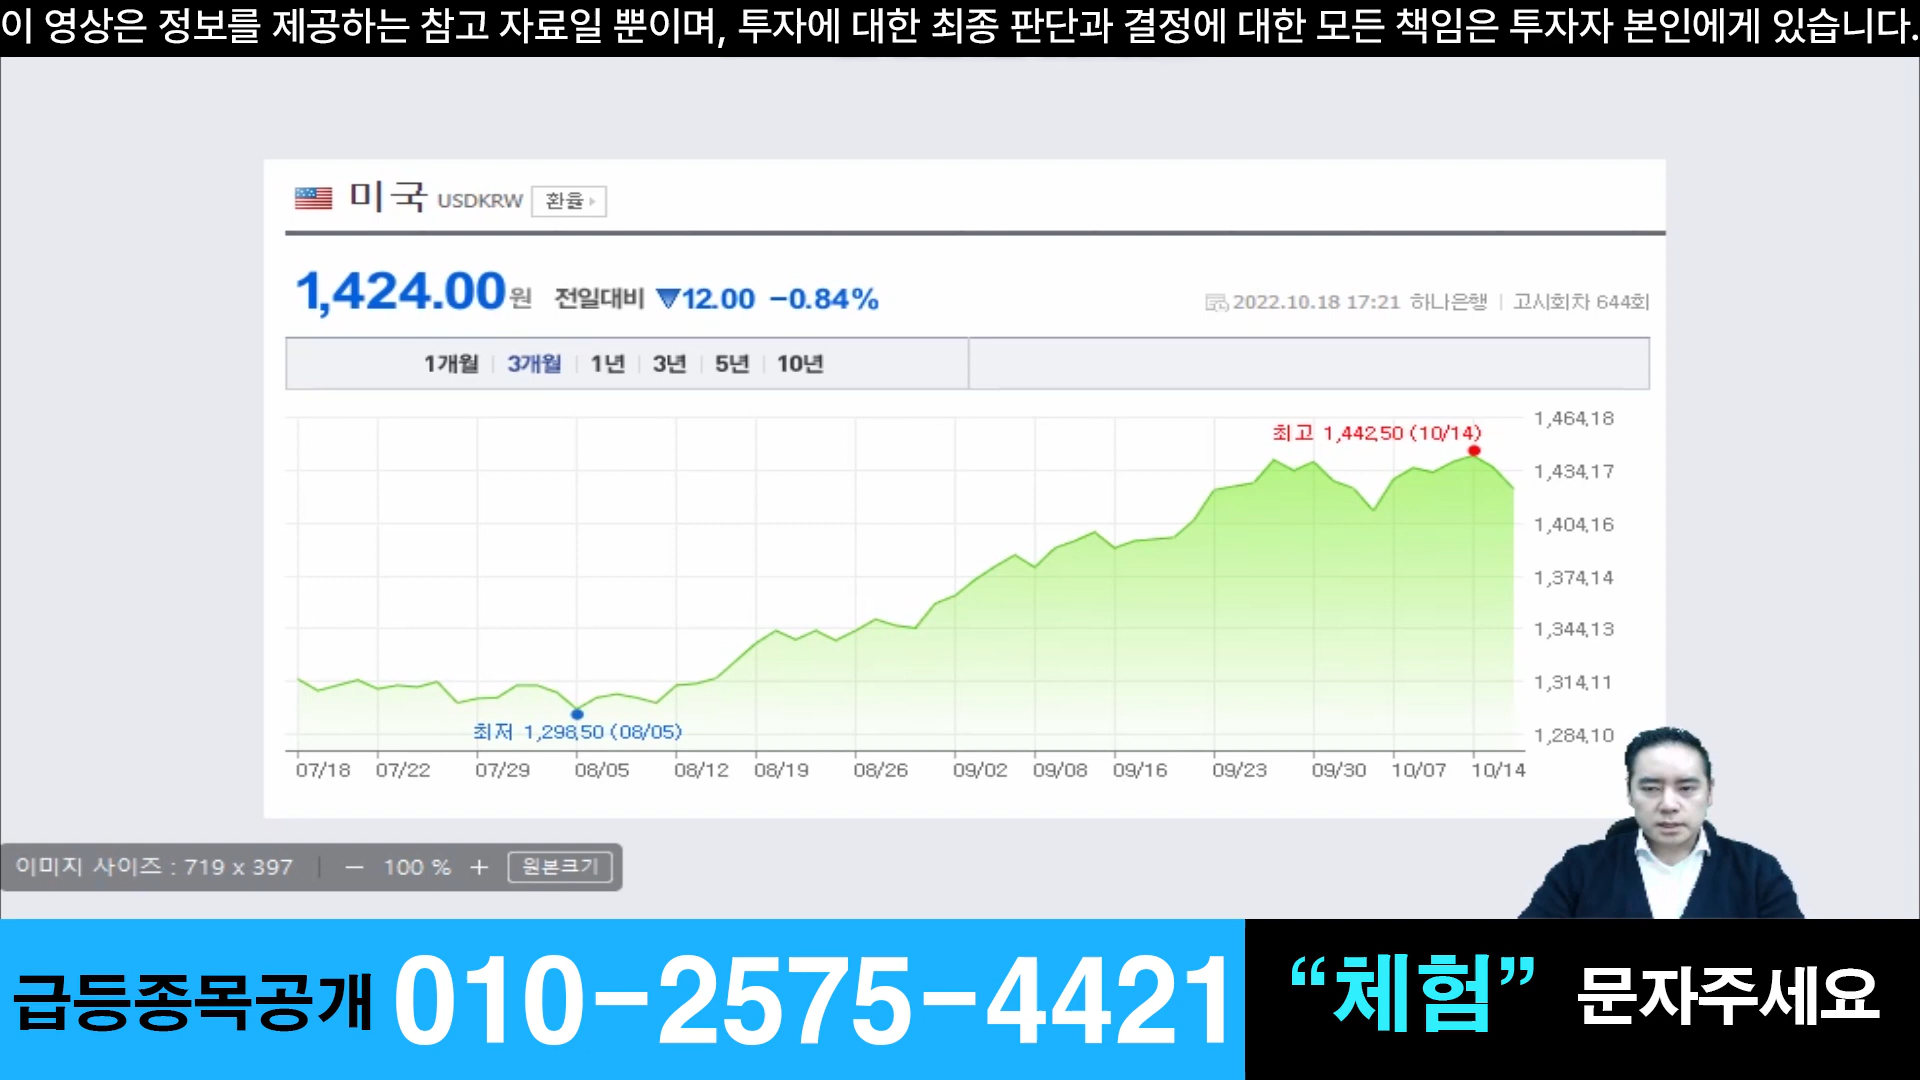 이 영상은 정보를 제공하는 참고 자료일 뿐이며, 투자에 대한 최종 판단과 결정에 대한 모든 책임은 투자자 본인에게 있습니다.
미국 USDKRW 환율
1,424.00원 전일대비 ▼12.00 -0.84%
2022.10.18 17:21 하나은행 | 고시회차 644회
1개월 | 3개월 | 1년 | 3년 | 5년 | 10년
최고 1,442.50 (10/14)
1,464.18
1,434.17
1,404.16
1,374.14
1,344.13
1,314.11
1,284.10
최저 1,298.50 (08/05)
07/18 07/22 07/29 08/05 08/12 08/19 08/26 09/02 09/08 09/16 09/23 09/30 10/07 10/14
이미지 사이즈 : 719 x 397 | − 100 % + 원본크기
급등종목공개 010-2575-4421 “체험” 문자주세요